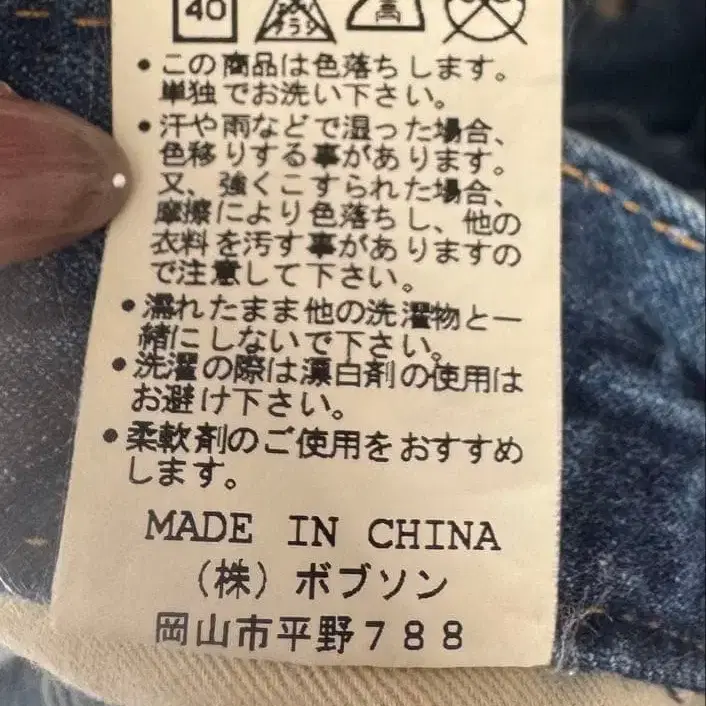 40
エンソ サラシ
高
•この商品は色落ちします。
単独でお洗い下さい。
•汗や雨などで湿った場合、
色移りする事があります。
又、強くこすられた場合、
摩擦により色落ちし、他の
衣料を汚す事がありますの
で注意して下さい。
•濡れたまま他の洗濯物と一
緒にしないで下さい。
•洗濯の際は漂白剤の使用は
お避け下さい。
•柔軟剤のご使用をおすすめ
します。
MADE IN CHINA
(株)ボブソン
岡山市平野788